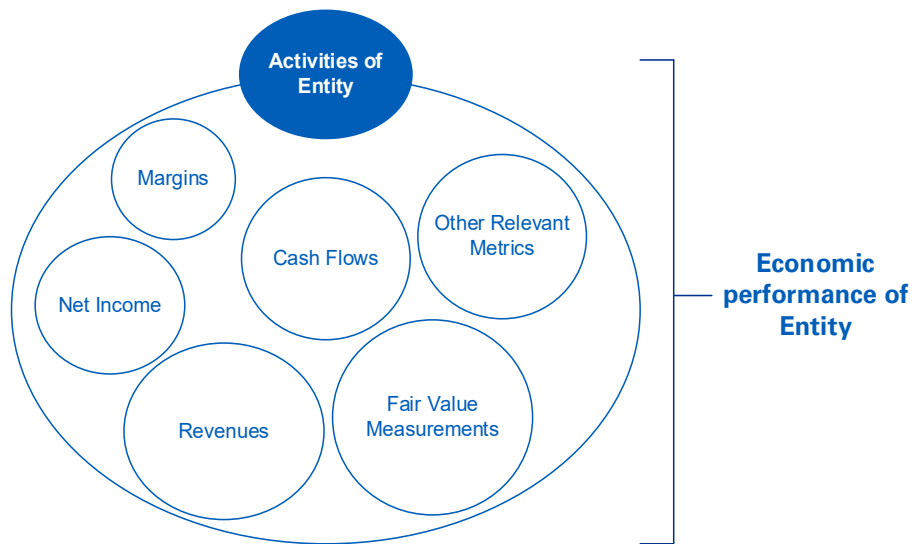 Activities of
Entity
Margins
Other Relevant
Metrics
Cash Flows
Net Income
Economic
performance of
Entity
Fair Value
Measurements
Revenues